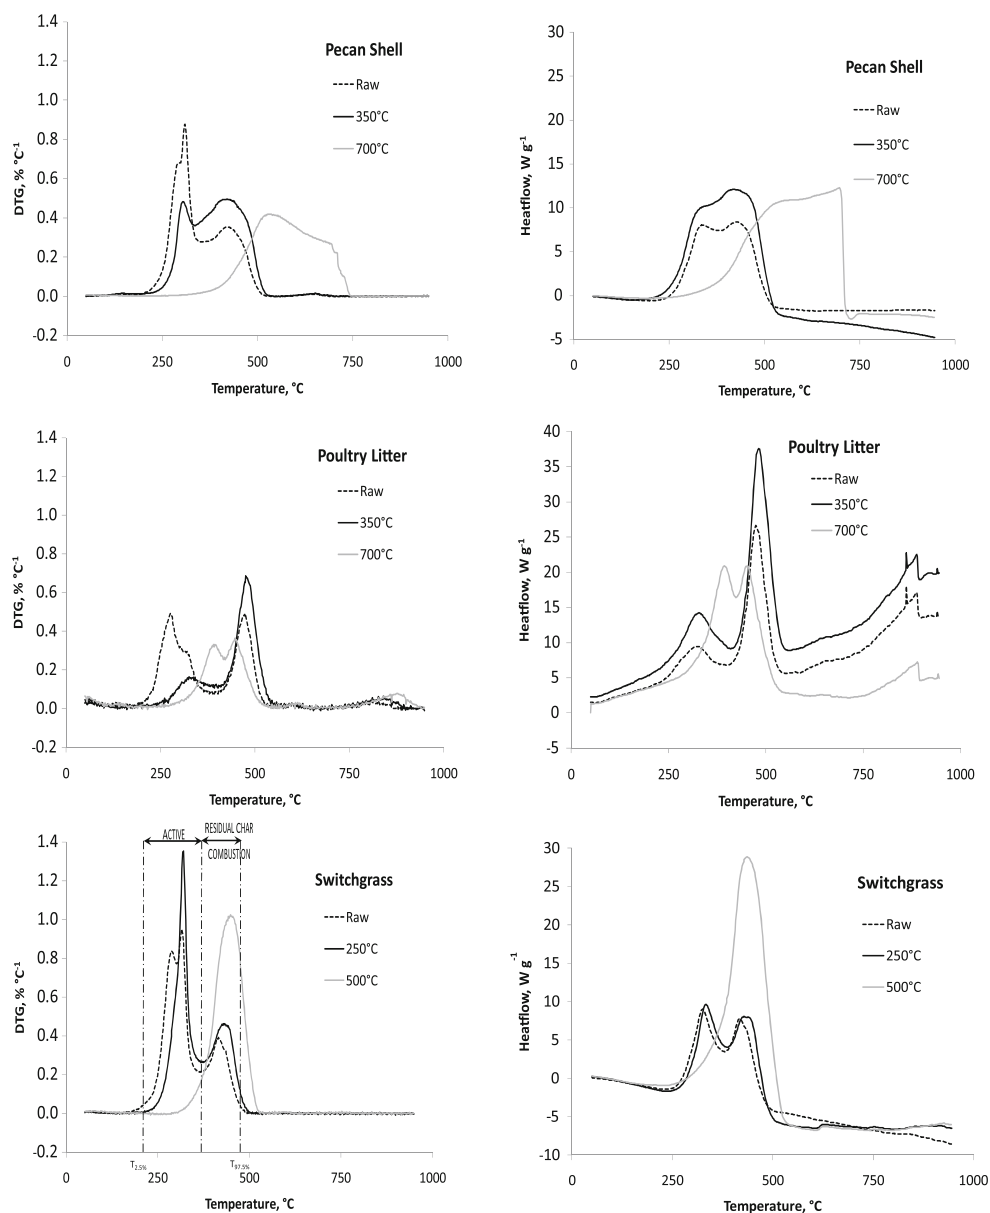 Pecan Shell
Raw
350°C
700°C
DTG, % °C-1
1.4
1.2
1.0
0.8
0.6
0.4
0.2
0.0
-0.2
0
250
500
750
1000
Temperature, °C
Pecan Shell
Raw
350°C
700°C
Heatflow, W g-1
30
25
20
15
10
5
0
-5
0
250
500
750
1000
Temperature, °C
Poultry Litter
Raw
350°C
700°C
DTG, % °C-1
1.4
1.2
1.0
0.8
0.6
0.4
0.2
0.0
-0.2
0
250
500
750
1000
Temperature, °C
Poultry Litter
Raw
350°C
700°C
Heatflow, W g-1
40
35
30
25
20
15
10
5
0
-5
0
250
500
750
1000
Temperature, °C
ACTIVE
RESIDUAL CHAR
COMBUSTION
Switchgrass
Raw
250°C
500°C
DTG, % °C-1
1.4
1.2
1.0
0.8
0.6
0.4
0.2
0.0
-0.2
T2.5%
T97.5%
0
250
500
750
1000
Temperature, °C
Switchgrass
Raw
250°C
500°C
Heatflow, W g-1
30
25
20
15
10
5
0
-5
-10
0
250
500
750
1000
Temperature, °C